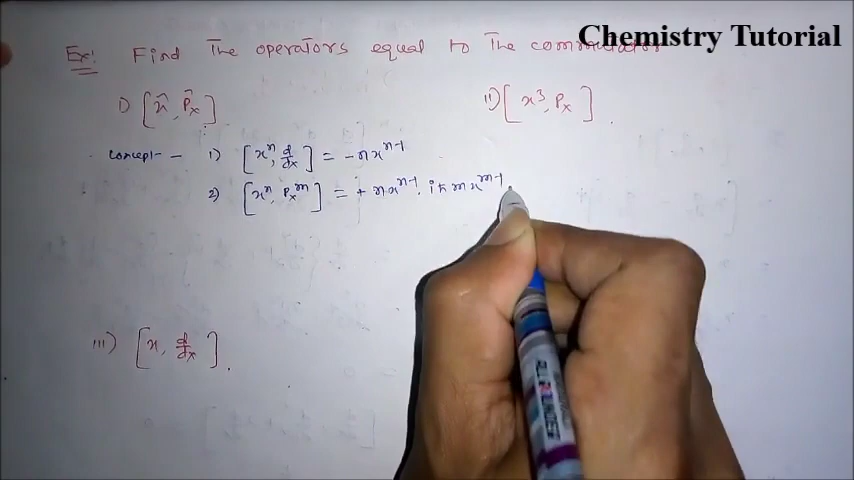 Chemistry Tutorial
Ex: Find The operators equal to The commutator
I) [x̂, P̂ₓ] II) [x³, Pₓ].
concept - 1) [xⁿ, d/dx] = -nxⁿ⁻¹
2) [xⁿ, Pₓᵐ] = + nxⁿ⁻¹. iℏ m xᵐ⁻¹.
III) [x, d/dx].